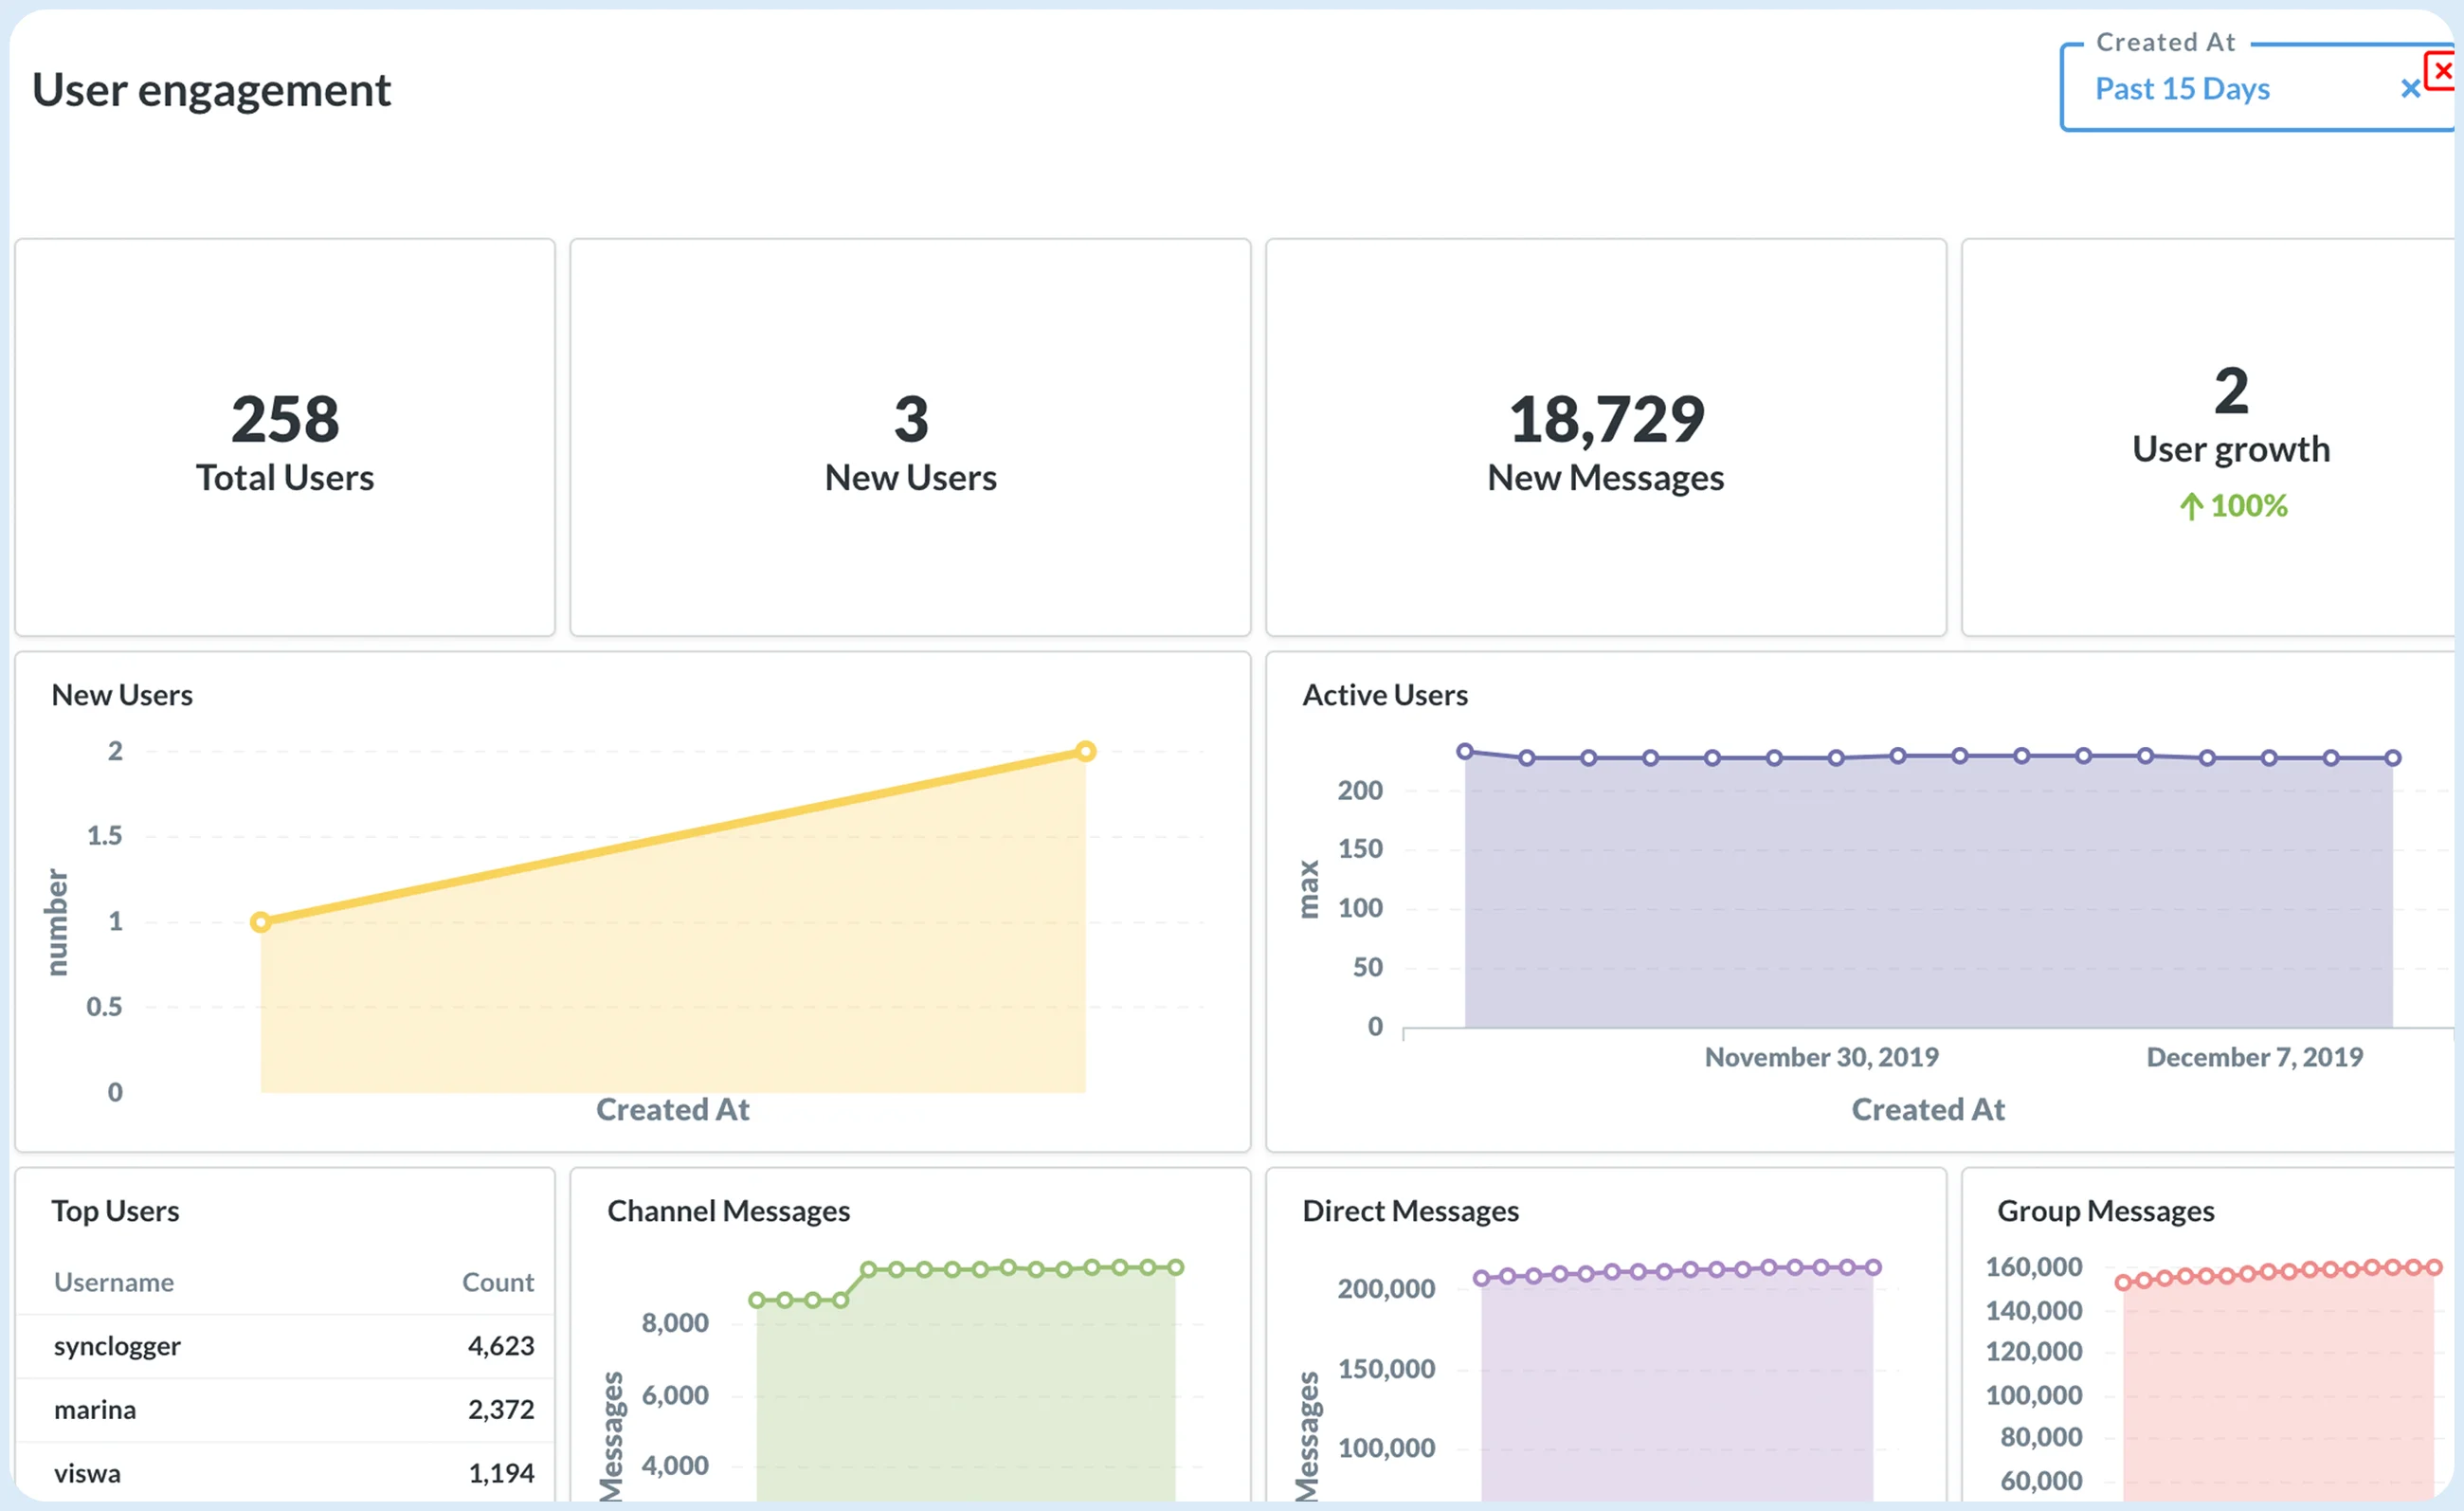 Created At
User engagement
Past 15 Days
258
Total Users
3
New Users
18,729
New Messages
2
User growth
100%
New Users
2
1.5
1
0.5
0
number
Created At
Active Users
200
150
100
50
0
max
November 30, 2019
December 7, 2019
Created At
Top Users
Username Count
synclogger 4,623
marina 2,372
viswa 1,194
Channel Messages
8,000
6,000
4,000
Messages
Direct Messages
200,000
150,000
100,000
Messages
Group Messages
160,000
140,000
120,000
100,000
80,000
60,000